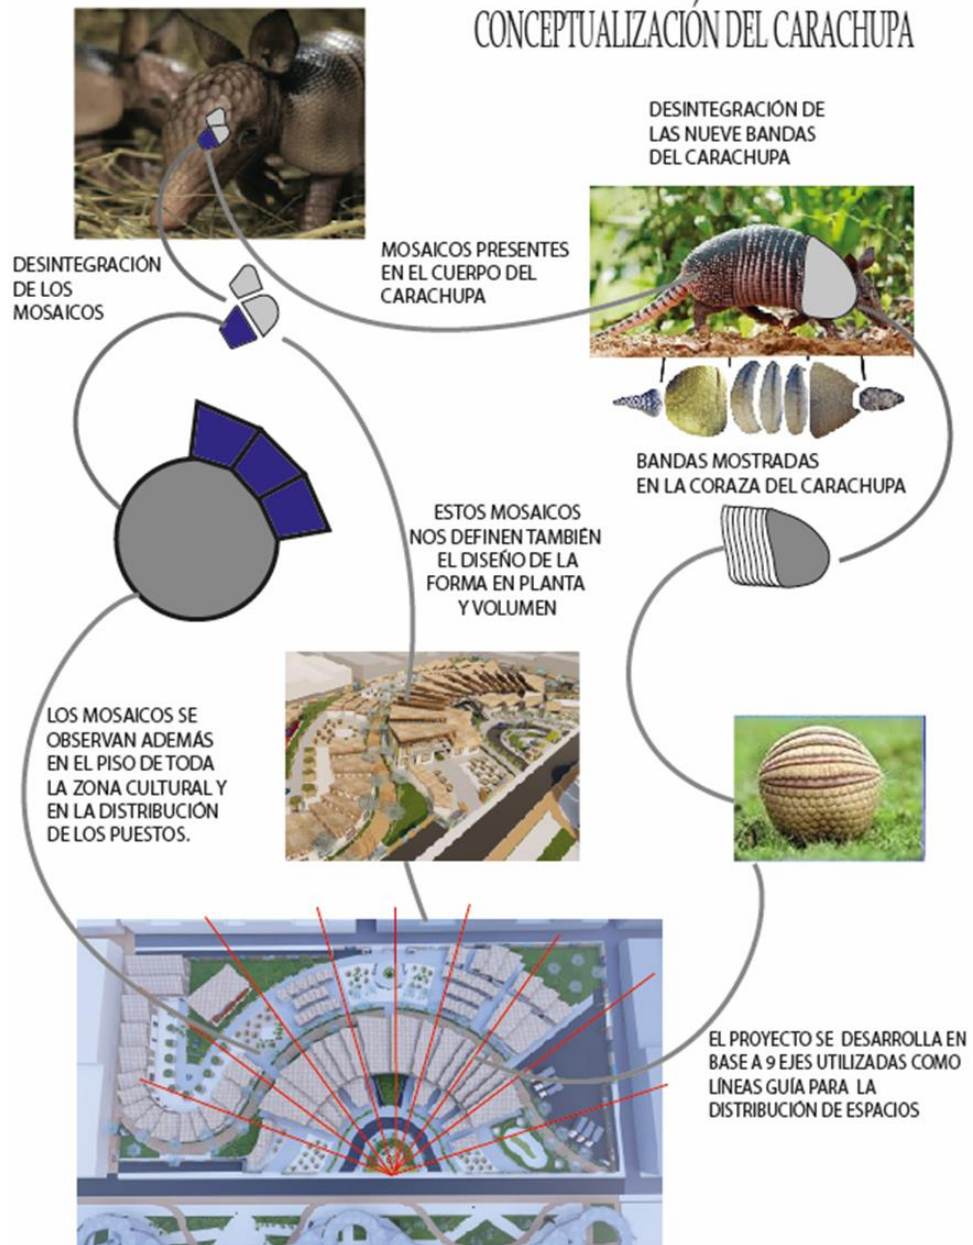 CONCEPTUALIZACIÓN DEL CARACHUPA
DESINTEGRACIÓN DE
LAS NUEVE BANDAS
DEL CARACHUPA
MOSAICOS PRESENTES
EN EL CUERPO DEL
CARACHUPA
DESINTEGRACIÓN
DE LOS
MOSAICOS
BANDAS MOSTRADAS
EN LA CORAZA DEL CARACHUPA
ESTOS MOSAICOS
NOS DEFINEN TAMBIÉN
EL DISEÑO DE LA
FORMA EN PLANTA
Y VOLUMEN
LOS MOSAICOS SE
OBSERVAN ADEMÁS
EN EL PISO DE TODA
LA ZONA CULTURAL Y
EN LA DISTRIBUCIÓN
DE LOS PUESTOS.
EL PROYECTO SE DESARROLLA EN
BASE A 9 EJES UTILIZADAS COMO
LÍNEAS GUÍA PARA LA
DISTRIBUCIÓN DE ESPACIOS